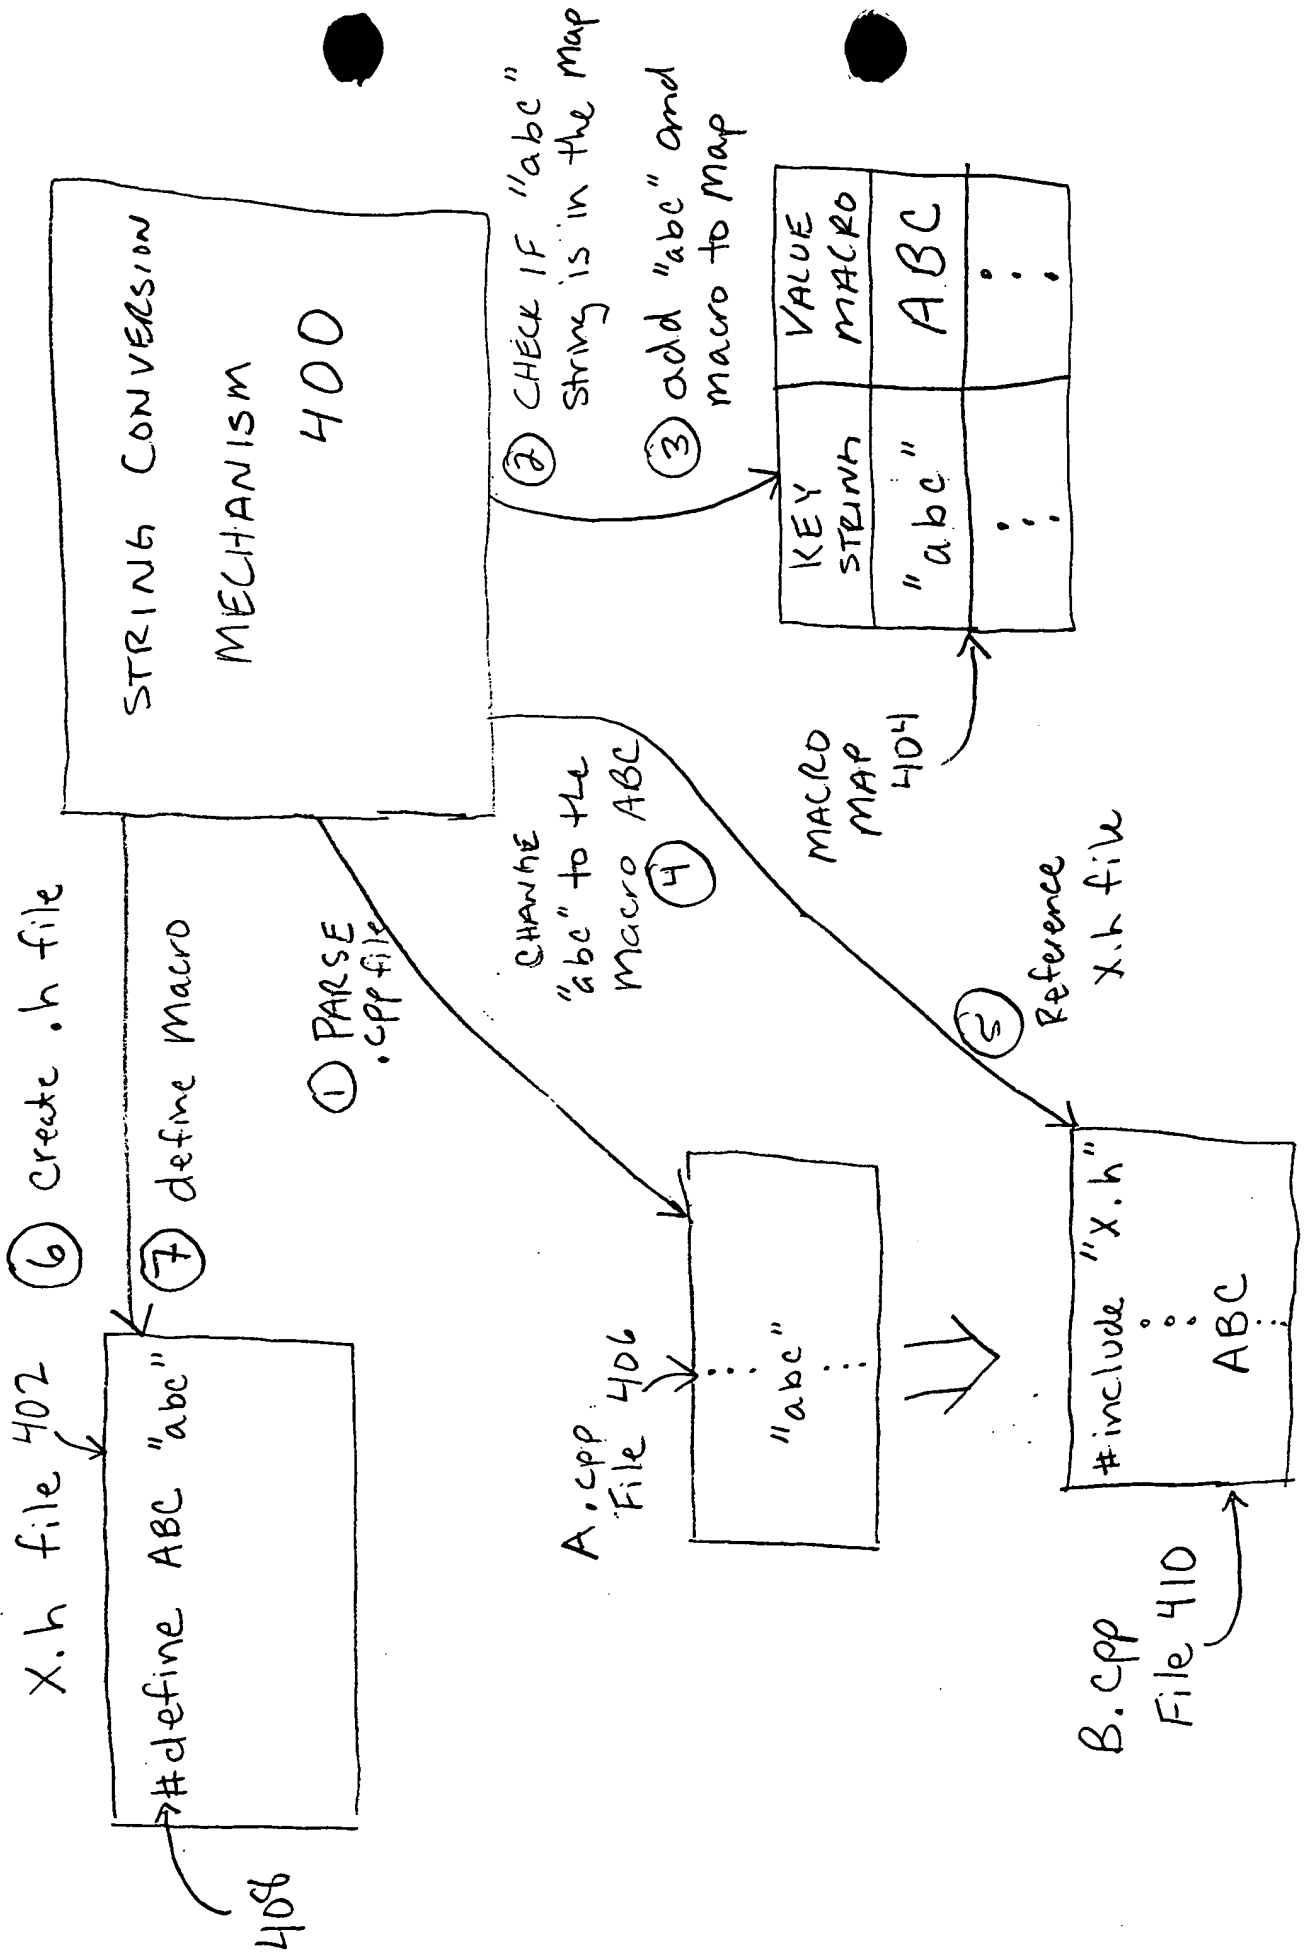 X.h file 402
⑥ create .h file
#define ABC "abc"
408
⑦ define macro
STRING CONVERSION
MECHANISM
400
① PARSE
.cpp file
CHANGE
"abc" to the
macro ABC
④
② CHECK IF "abc"
string is in the map
③ add "abc" and
macro to map
A.cpp
File 406
"abc"
MACRO
MAP
404
KEY
STRING
VALUE
MACRO
"abc"
ABC
⑤ Reference
X.h file
B.cpp
File 410
#include "X.h"
ABC